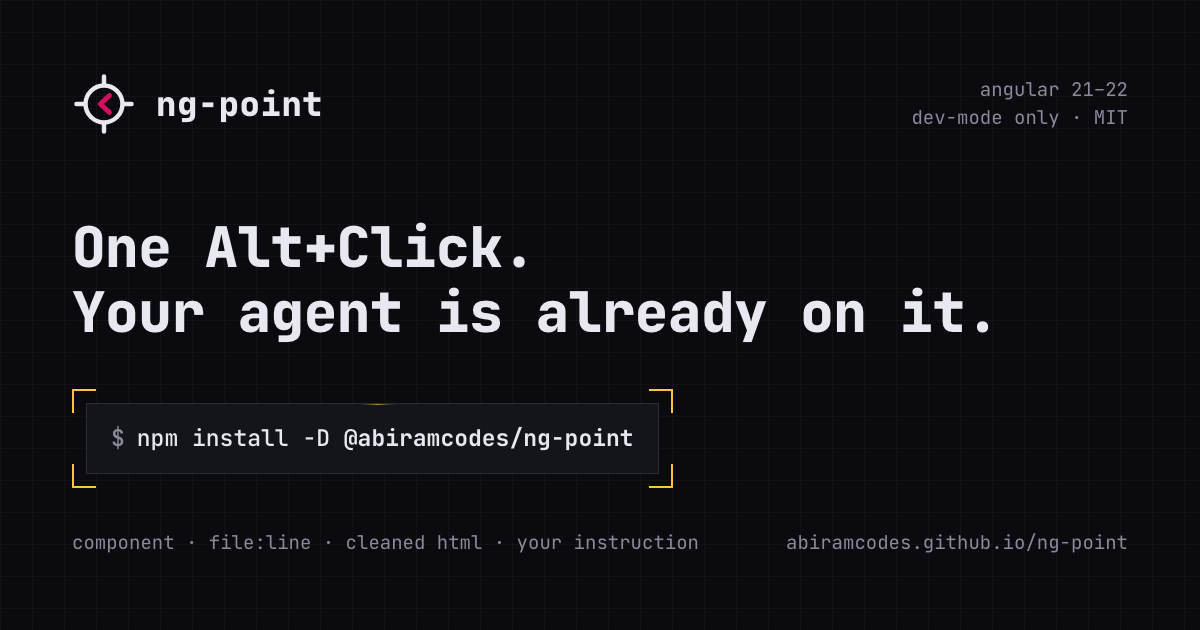 ng-point
angular 21–22
dev-mode only · MIT
One Alt+Click.
Your agent is already on it.
$ npm install -D @abiramcodes/ng-point
component · file:line · cleaned html · your instruction
abiramcodes.github.io/ng-point